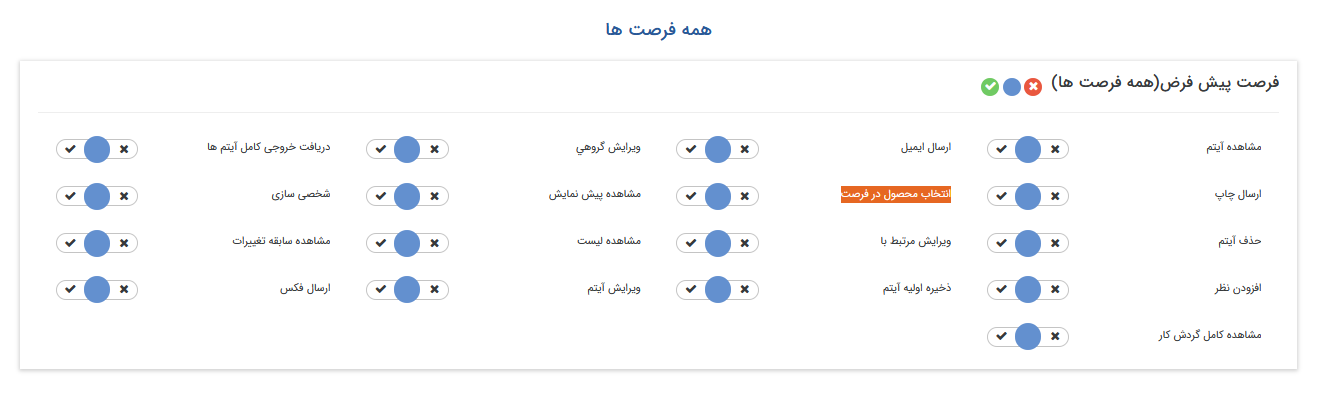 همه فرصت ها
فرصت پیش فرض(همه فرصت ها)
مشاهده آیتم
ارسال ایمیل
ویرایش گروهي
دریافت خروجی کامل آیتم ها
ارسال چاپ
انتخاب محصول در فرصت
مشاهده پیش نمایش
شخصی سازی
حذف آیتم
ویرایش مرتبط با
مشاهده لیست
مشاهده سابقه تغییرات
افزودن نظر
ذخیره اولیه آیتم
ویرایش آیتم
ارسال فکس
مشاهده کامل گردش کار